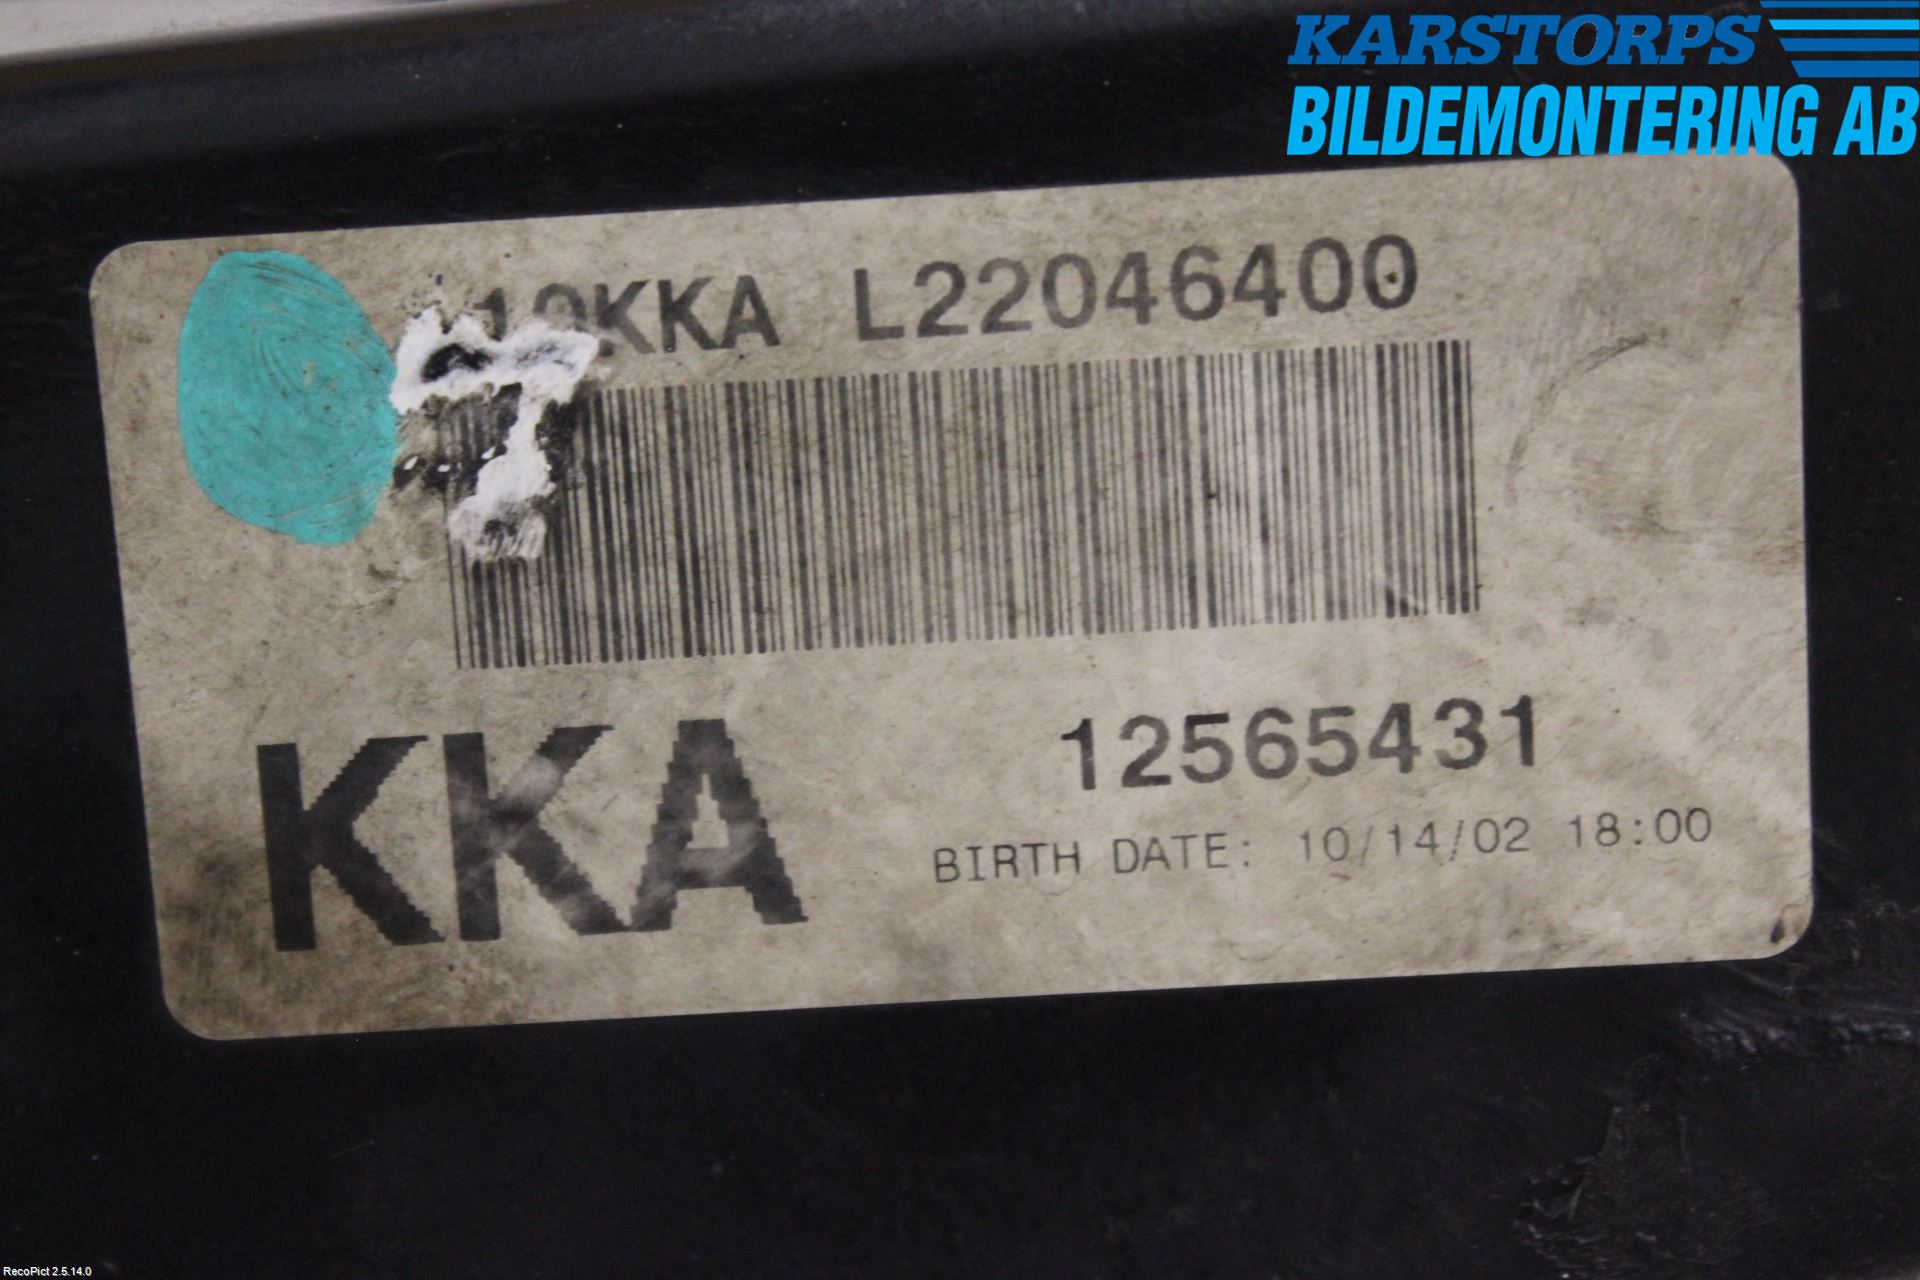 KARSTORPS
BILDEMONTERING AB
L22046400
KKA
12565431
BIRTH DATE: 10/14/02 18:00
RecoPict 2.5.14.0